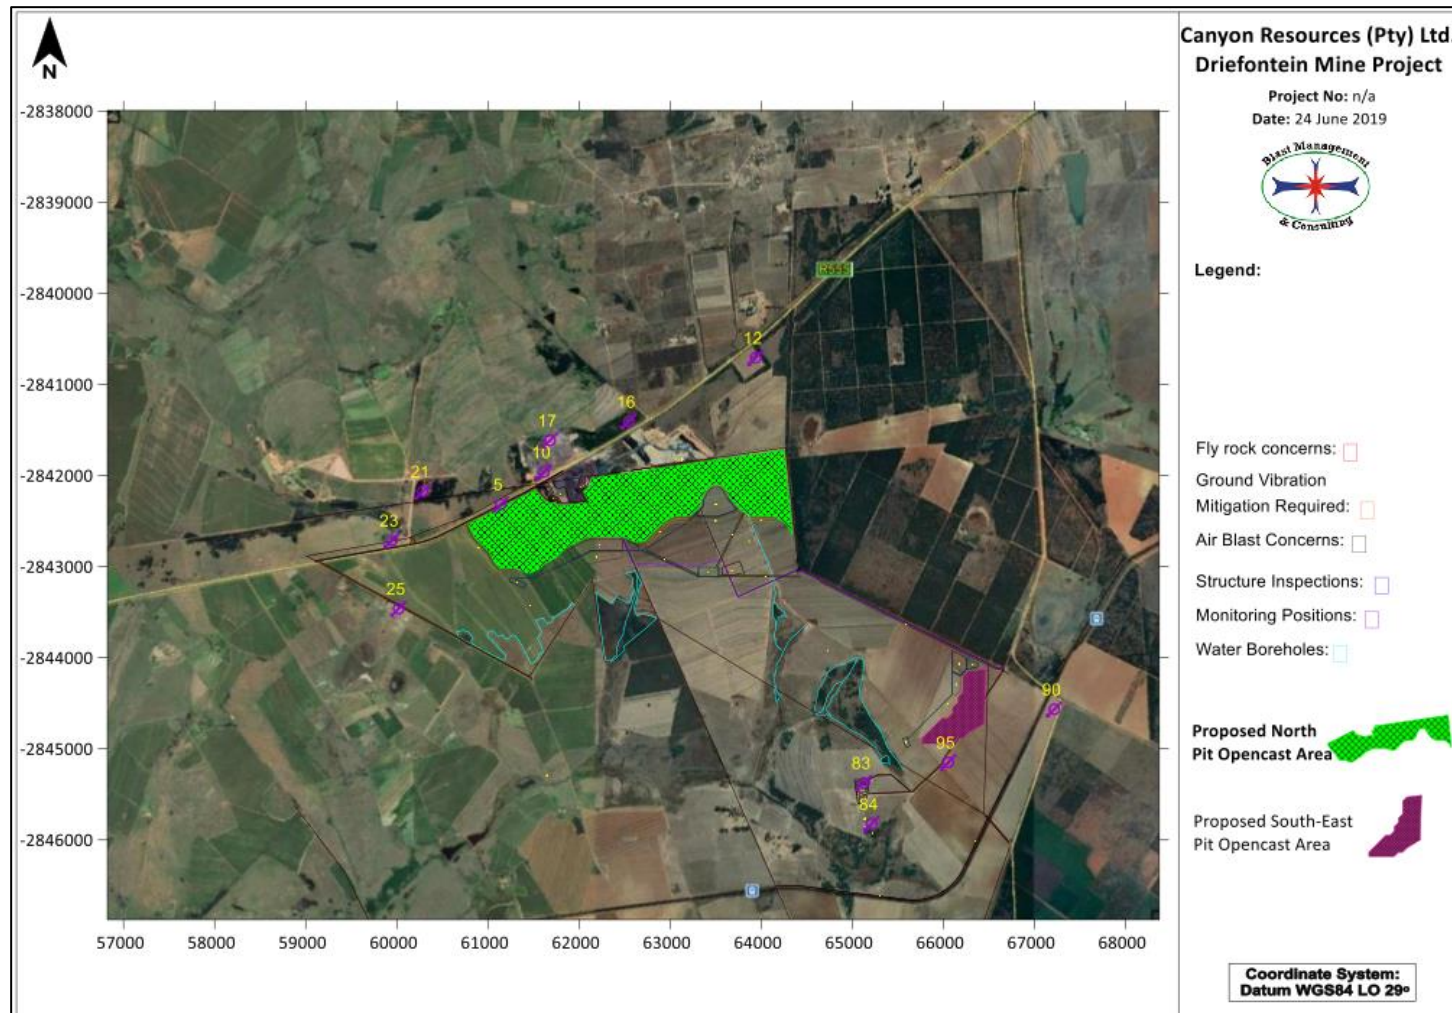 N
Canyon Resources (Pty) Ltd.
Driefontein Mine Project
Project No: n/a
Date: 24 June 2019
Blast Management
& Consulting
Legend:
Fly rock concerns:
Ground Vibration
Mitigation Required:
Air Blast Concerns:
Structure Inspections:
Monitoring Positions:
Water Boreholes:
Proposed North
Pit Opencast Area
Proposed South-East
Pit Opencast Area
Coordinate System:
Datum WGS84 LO 29º
-2838000
-2839000
-2840000
-2841000
-2842000
-2843000
-2844000
-2845000
-2846000
R555
12
16
17
10
21
5
23
25
90
95
83
84
57000 58000 59000 60000 61000 62000 63000 64000 65000 66000 67000 68000